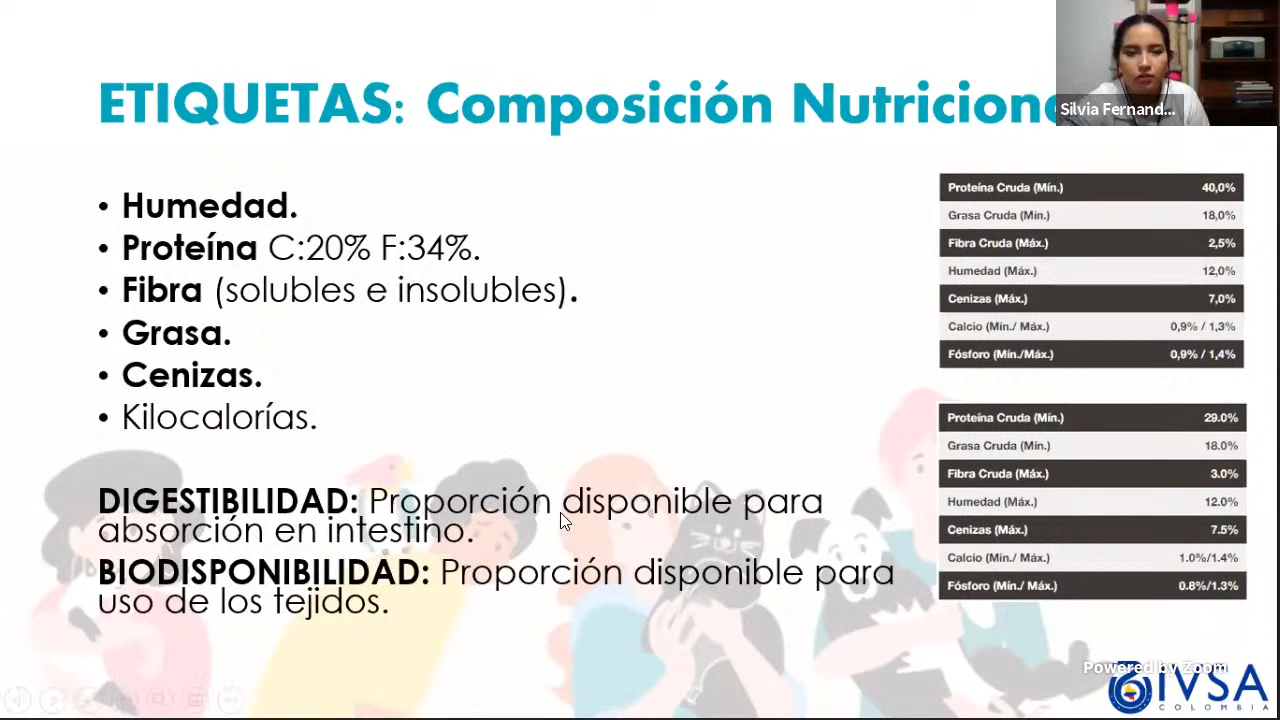 ETIQUETAS: Composición Nutricion
Silvia Fernand...
• Humedad.
• Proteína C:20% F:34%.
• Fibra (solubles e insolubles).
• Grasa.
• Cenizas.
• Kilocalorías.
DIGESTIBILIDAD: Proporción disponible para
absorción en intestino.
BIODISPONIBILIDAD: Proporción disponible para
uso de los tejidos.
Proteína Cruda (Mín.) 40,0%
Grasa Cruda (Mín.) 18,0%
Fibra Cruda (Máx.) 2,5%
Humedad (Máx.) 12,0%
Cenizas (Máx.) 7,0%
Calcio (Mín./ Máx.) 0,9% / 1,3%
Fósforo (Mín./Máx.) 0,9% / 1,4%
Proteína Cruda (Mín.) 29.0%
Grasa Cruda (Mín.) 18.0%
Fibra Cruda (Máx.) 3.0%
Humedad (Máx.) 12.0%
Cenizas (Máx.) 7.5%
Calcio (Mín./ Máx.) 1.0%/1.4%
Fósforo (Mín./ Máx.) 0.8%/1.3%
Powered by Zoom
IVSA
COLOMBIA